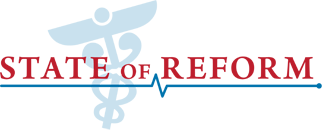 STATE OF REFORM